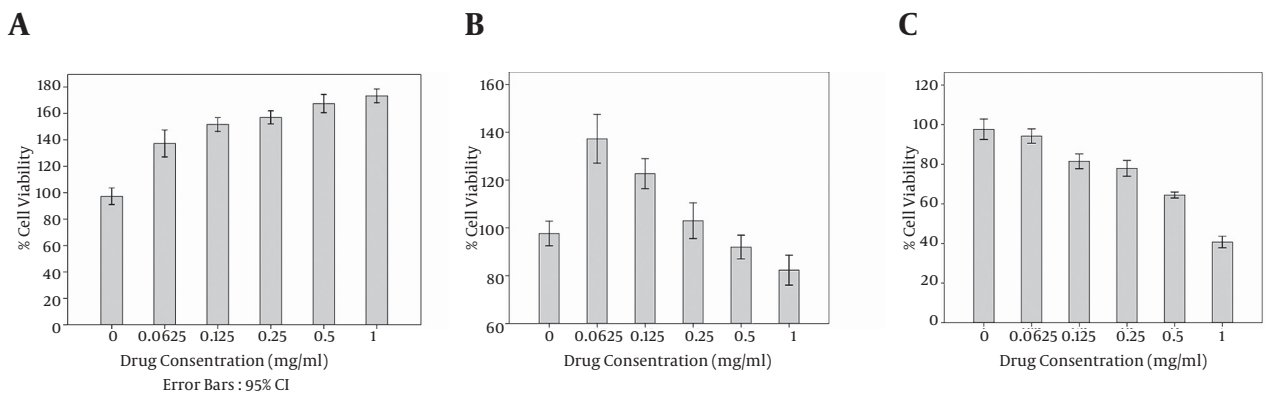 A
B
C
% Cell Viability
180
160
140
120
100
80
60
40
20
0
0 0.0625 0.125 0.25 0.5 1
Drug Consentration (mg/ml)
Error Bars : 95% CI
% Cell Viability
160
140
120
100
80
60
0 0.0625 0.125 0.25 0.5 1
Drug Consentration (mg/ml)
% Cell Viability
120
100
80
60
40
20
0
0 0.0625 0.125 0.25 0.5 1
Drug Consentration (mg/ml)